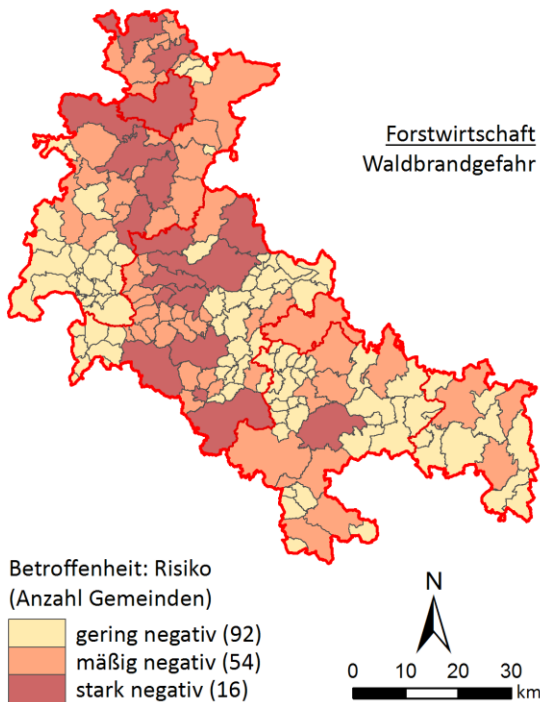 Forstwirtschaft
Waldbrandgefahr
Betroffenheit: Risiko
(Anzahl Gemeinden)
gering negativ (92)
mäßig negativ (54)
stark negativ (16)
N
0 10 20 30
km